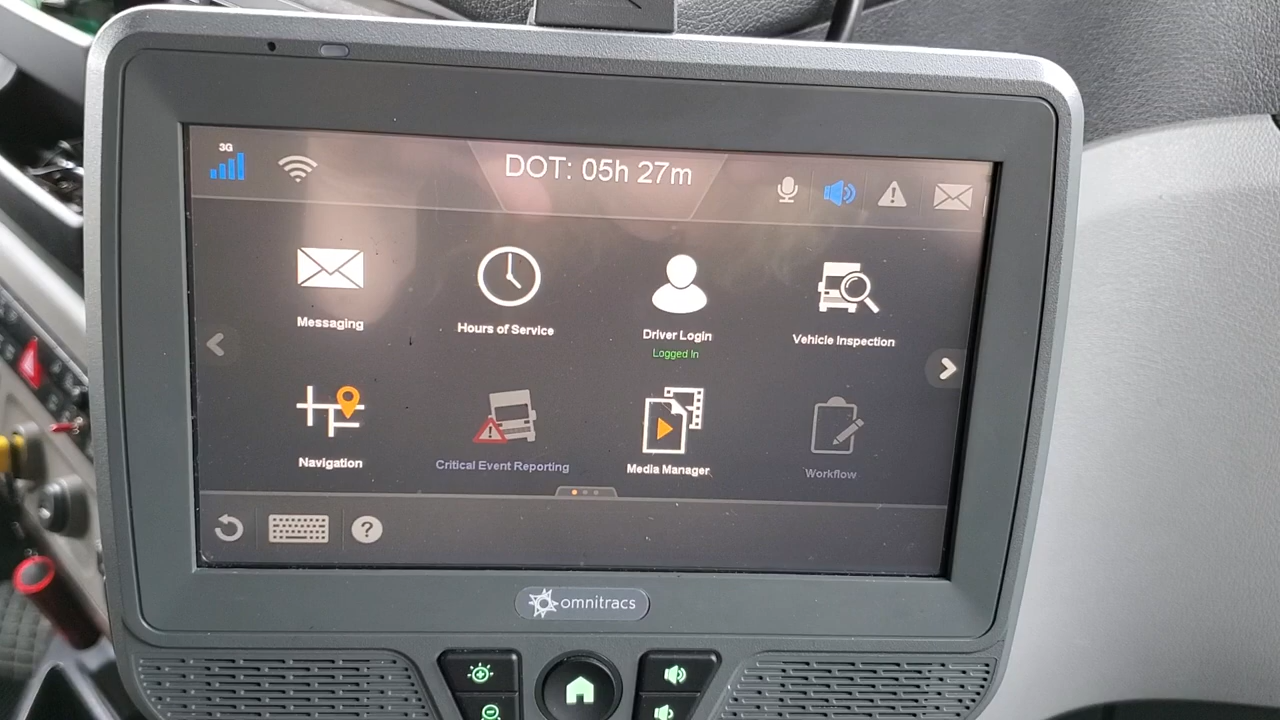 3G
DOT: 05h 27m
Messaging
Hours of Service
Driver Login
Logged In
Vehicle Inspection
Navigation
Critical Event Reporting
Media Manager
Workflow
?
omnitracs